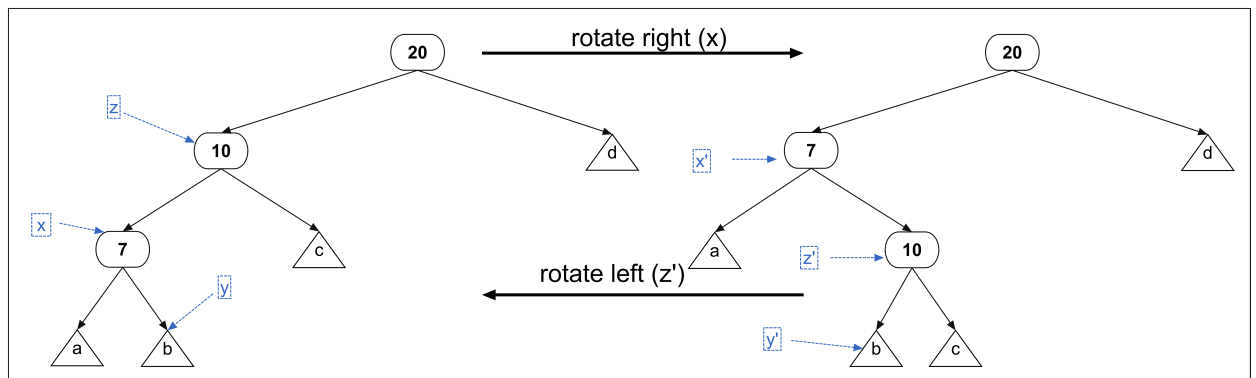 rotate right (x)
20
20
z
10
d
x'
7
d
x
7
c
a
z'
10
rotate left (z')
y
a
b
y'
b
c